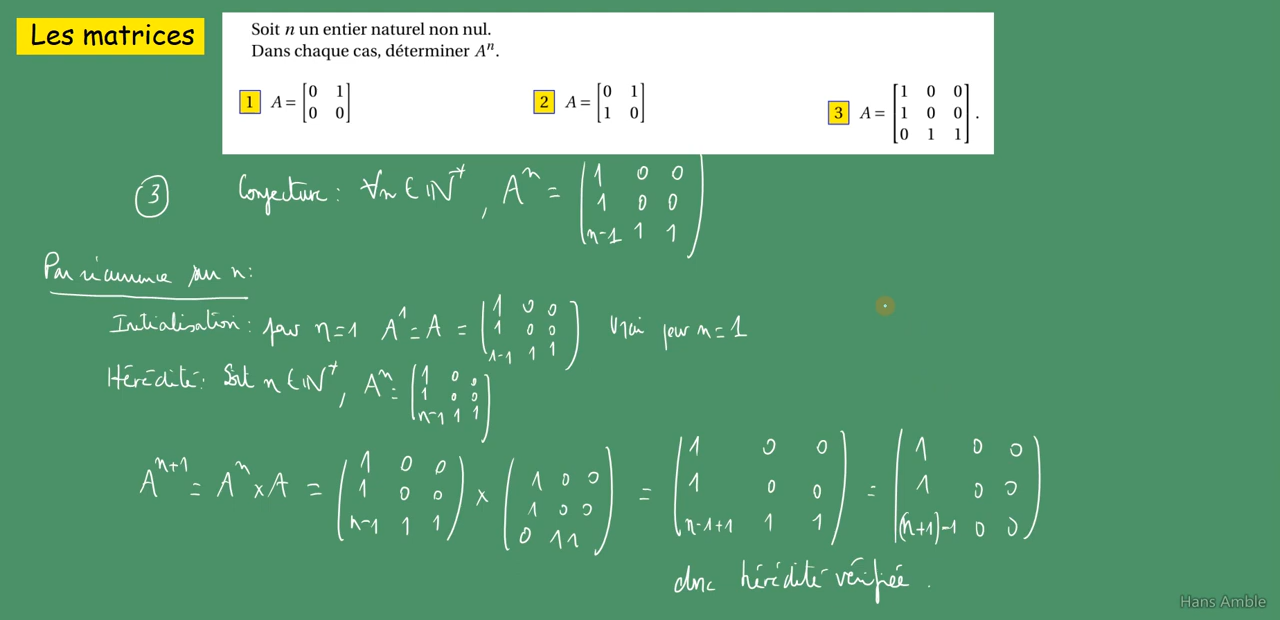 Les matrices
Soit n un entier naturel non nul.
Dans chaque cas, déterminer Aⁿ.
1 A = [0 1; 0 0] 2 A = [0 1; 1 0] 3 A = [1 0 0; 1 0 0; 0 1 1].
③ Conjecture : ∀n ∈ ℕ*, Aⁿ = (1 0 0; 1 0 0; n-1 1 1)
Par récurrence sur n :
Initialisation : pour n=1 A¹ = A = (1 0 0; 1 0 0; 1-1 1 1) vrai pour n=1
Hérédité : Soit n ∈ ℕ*, Aⁿ = (1 0 0; 1 0 0; n-1 1 1)
Aⁿ⁺¹ = Aⁿ × A = (1 0 0; 1 0 0; n-1 1 1) × (1 0 0; 1 0 0; 0 1 1) = (1 0 0; 1 0 0; n-1+1 1 1) = (1 0 0; 1 0 0; (n+1)-1 0 0)
donc hérédité vérifiée.
Hans Amble